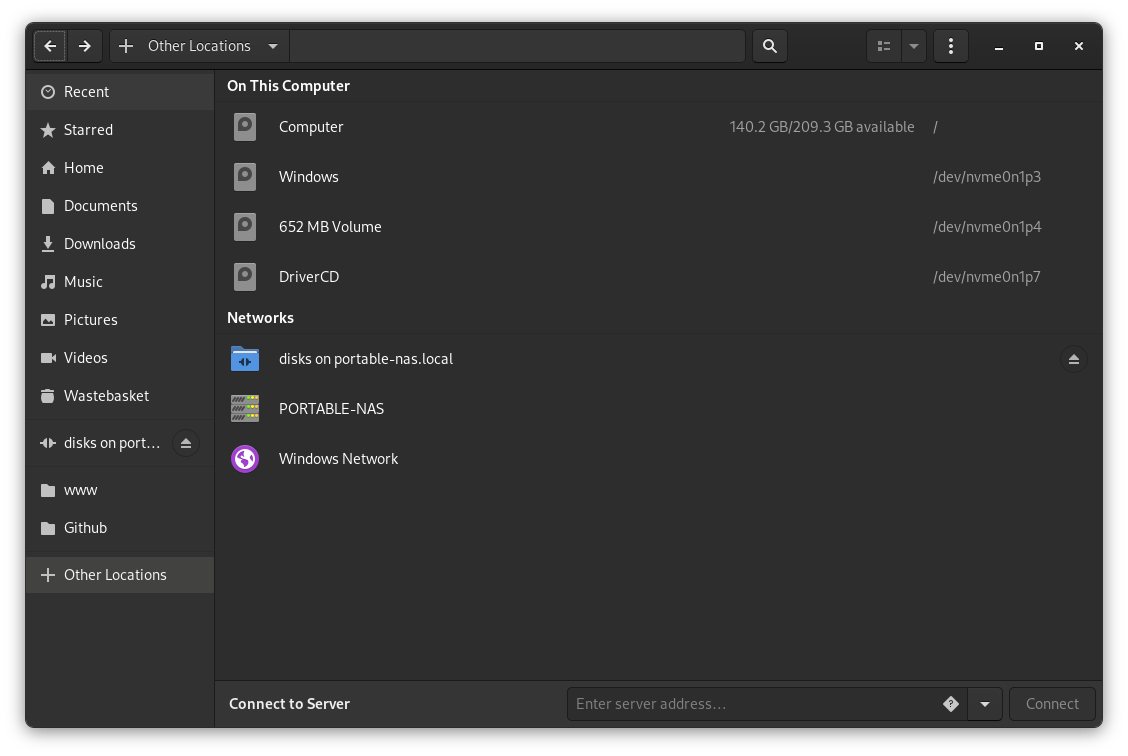 Other Locations
Recent
Starred
Home
Documents
Downloads
Music
Pictures
Videos
Wastebasket
disks on port…
www
Github
Other Locations
On This Computer
Computer 140.2 GB/209.3 GB available /
Windows /dev/nvme0n1p3
652 MB Volume /dev/nvme0n1p4
DriverCD /dev/nvme0n1p7
Networks
disks on portable-nas.local
PORTABLE-NAS
Windows Network
Connect to Server Enter server address… ? Connect